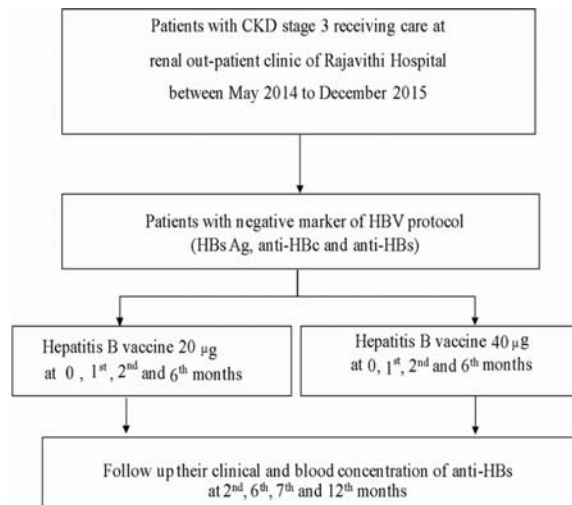 Patients with CKD stage 3 receiving care at
renal out-patient clinic of Rajavithi Hospital
between May 2014 to December 2015
Patients with negative marker of HBV protocol
(HBs Ag, anti-HBc and anti-HBs)
Hepatitis B vaccine 20 µg
at 0 , 1st, 2nd and 6th months
Hepatitis B vaccine 40 µg
at 0, 1st, 2nd and 6th months
Follow up their clinical and blood concentration of anti-HBs
at 2nd, 6th, 7th and 12th months